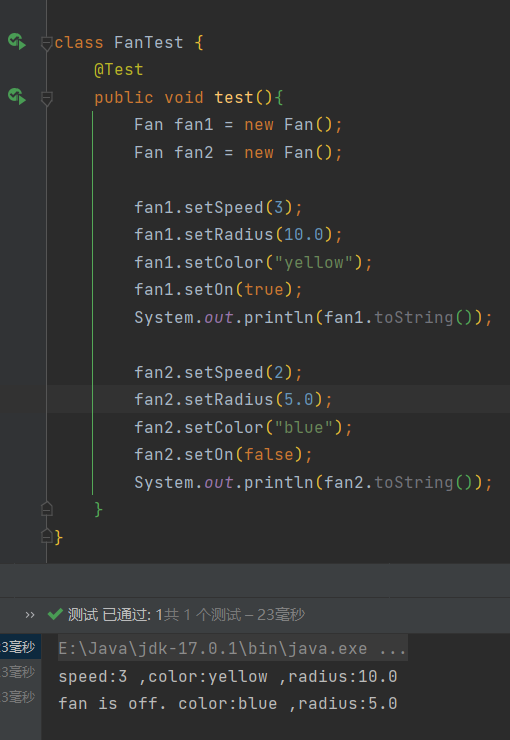 class FanTest {
@Test
public void test(){
Fan fan1 = new Fan();
Fan fan2 = new Fan();
fan1.setSpeed(3);
fan1.setRadius(10.0);
fan1.setColor("yellow");
fan1.setOn(true);
System.out.println(fan1.toString());
fan2.setSpeed(2);
fan2.setRadius(5.0);
fan2.setColor("blue");
fan2.setOn(false);
System.out.println(fan2.toString());
}
}
›› 测试 已通过: 1共 1 个测试 – 23毫秒
3毫秒 E:\Java\jdk-17.0.1\bin\java.exe ...
3毫秒 speed:3 ,color:yellow ,radius:10.0
3毫秒 fan is off. color:blue ,radius:5.0